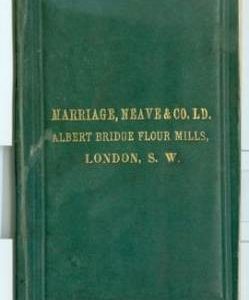 MARRIAGE, NEAVE & CO. LD.
ALBERT BRIDGE FLOUR MILLS,
LONDON, S. W.